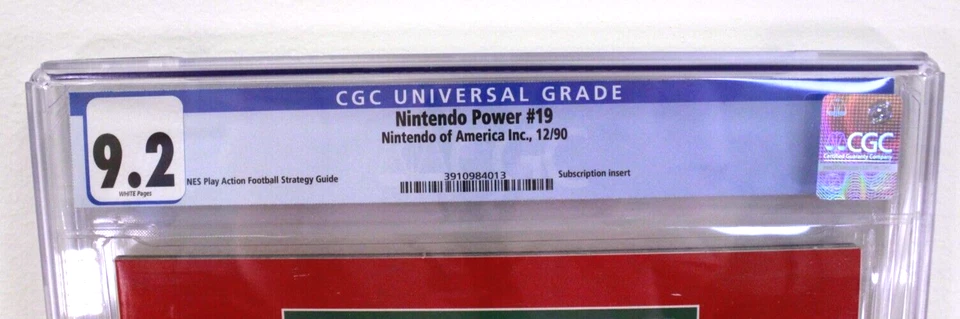 CGC UNIVERSAL GRADE
9.2
WHITE Pages
Nintendo Power #19
Nintendo of America Inc., 12/90
NES Play Action Football Strategy Guide
3910984013
Subscription insert
CGC
Certified Guaranty Company